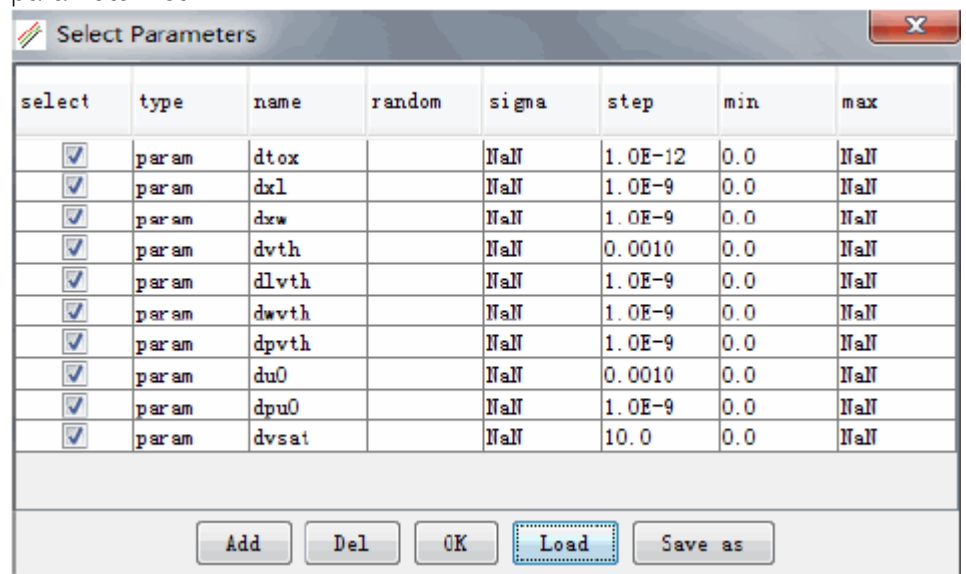 Select Parameters
select type name random sigma step min max
param dtox NaN 1.0E-12 0.0 NaN
param dxl NaN 1.0E-9 0.0 NaN
param dxw NaN 1.0E-9 0.0 NaN
param dvth NaN 0.0010 0.0 NaN
param dlvth NaN 1.0E-9 0.0 NaN
param dwvth NaN 1.0E-9 0.0 NaN
param dpvth NaN 1.0E-9 0.0 NaN
param du0 NaN 0.0010 0.0 NaN
param dpu0 NaN 1.0E-9 0.0 NaN
param dvsat NaN 10.0 0.0 NaN
Add Del OK Load Save as